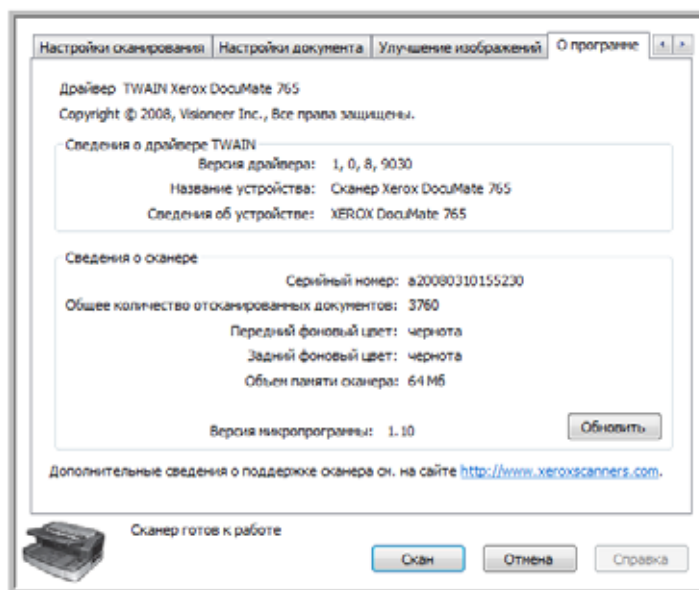 Настройки сканирования Настройки документа Улучшение изображений О программе
Драйвер TWAIN Xerox DocuMate 765
Copyright © 2008, Visioneer Inc., Все права защищены.
Сведения о драйвере TWAIN
Версия драйвера: 1, 0, 8, 9030
Название устройства: Сканер Xerox DocuMate 765
Сведения об устройстве: XEROX DocuMate 765
Сведения о сканере
Серийный номер: a20080310155230
Общее количество отсканированных документов: 3760
Передний фоновый цвет: чернота
Задний фоновый цвет: чернота
Объем памяти сканера: 64 Мб
Версия микропрограммы: 1.10 Обновить
Дополнительные сведения о поддержке сканера см. на сайте http://www.xeroxscanners.com.
Сканер готов к работе
Скан Отмена Справка